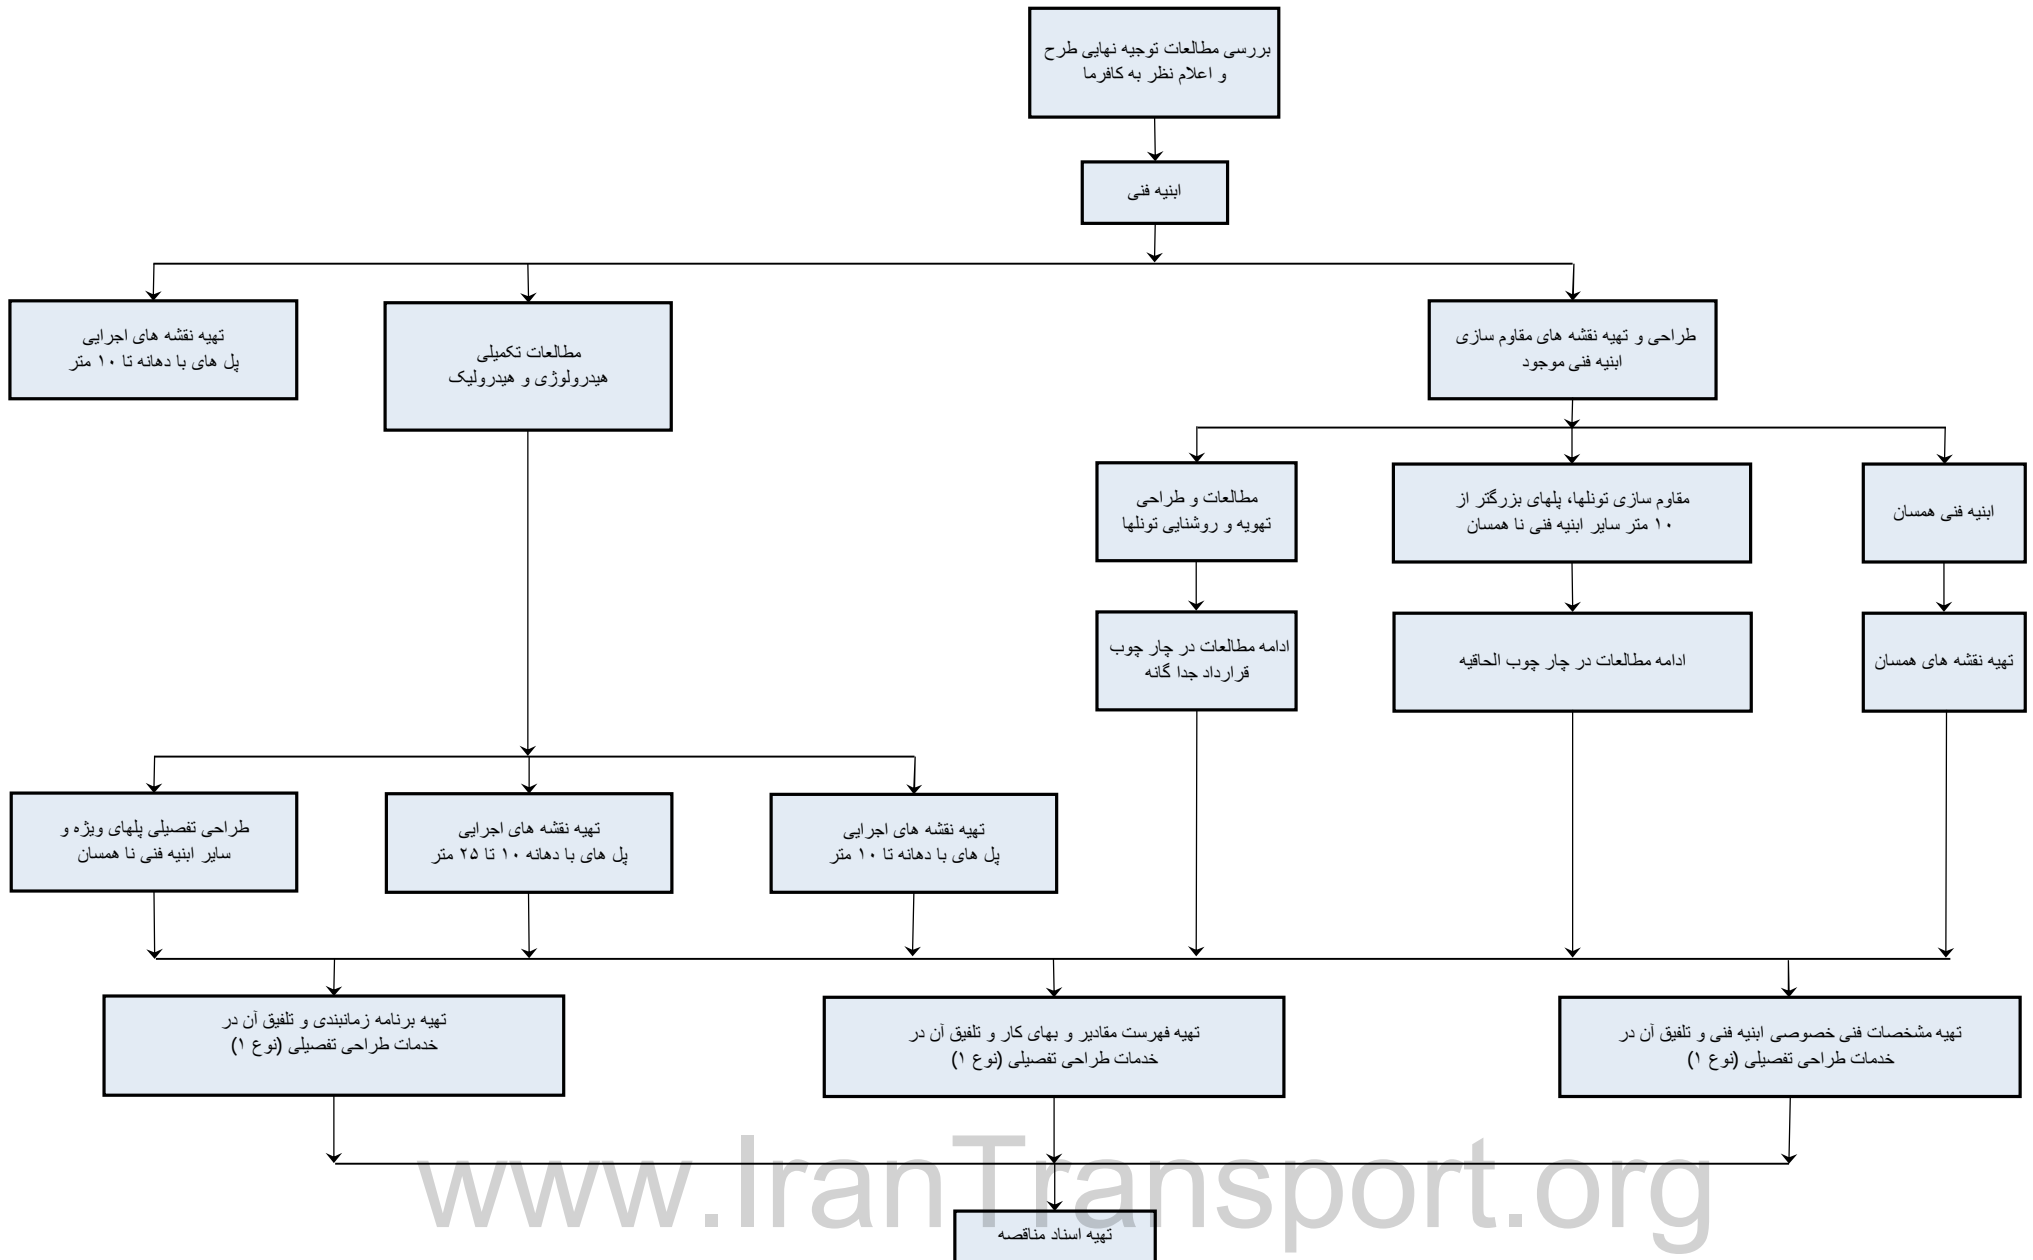 بررسی مطالعات توجیه نهایی طرح
و اعلام نظر به کافرما
ابنیه فنی
طراحی و تهیه نقشه های مقاوم سازی
ابنیه فنی موجود
مطالعات تکمیلی
هیدرولوژی و هیدرولیک
تهیه نقشه های اجرایی
پل های با دهانه تا ۱۰ متر
ابنیه فنی همسان
مقاوم سازی تونلها، پلهای بزرگتر از
۱۰ متر سایر ابنیه فنی نا همسان
مطالعات و طراحی
تهویه و روشنایی تونلها
تهیه نقشه های همسان
ادامه مطالعات در چار چوب الحاقیه
ادامه مطالعات در چار چوب
قرارداد جدا گانه
تهیه نقشه های اجرایی
پل های با دهانه تا ۱۰ متر
تهیه نقشه های اجرایی
پل های با دهانه ۱۰ تا ۲۵ متر
طراحی تفصیلی پلهای ویژه و
سایر ابنیه فنی نا همسان
تهیه مشخصات فنی خصوصی ابنیه فنی و تلفیق آن در
خدمات طراحی تفصیلی (نوع ۱)
تهیه فهرست مقادیر و بهای کار و تلفیق آن در
خدمات طراحی تفصیلی (نوع ۱)
تهیه برنامه زمانبندی و تلفیق آن در
خدمات طراحی تفصیلی (نوع ۱)
www.IranTransport.org
تهیه اسناد مناقصه